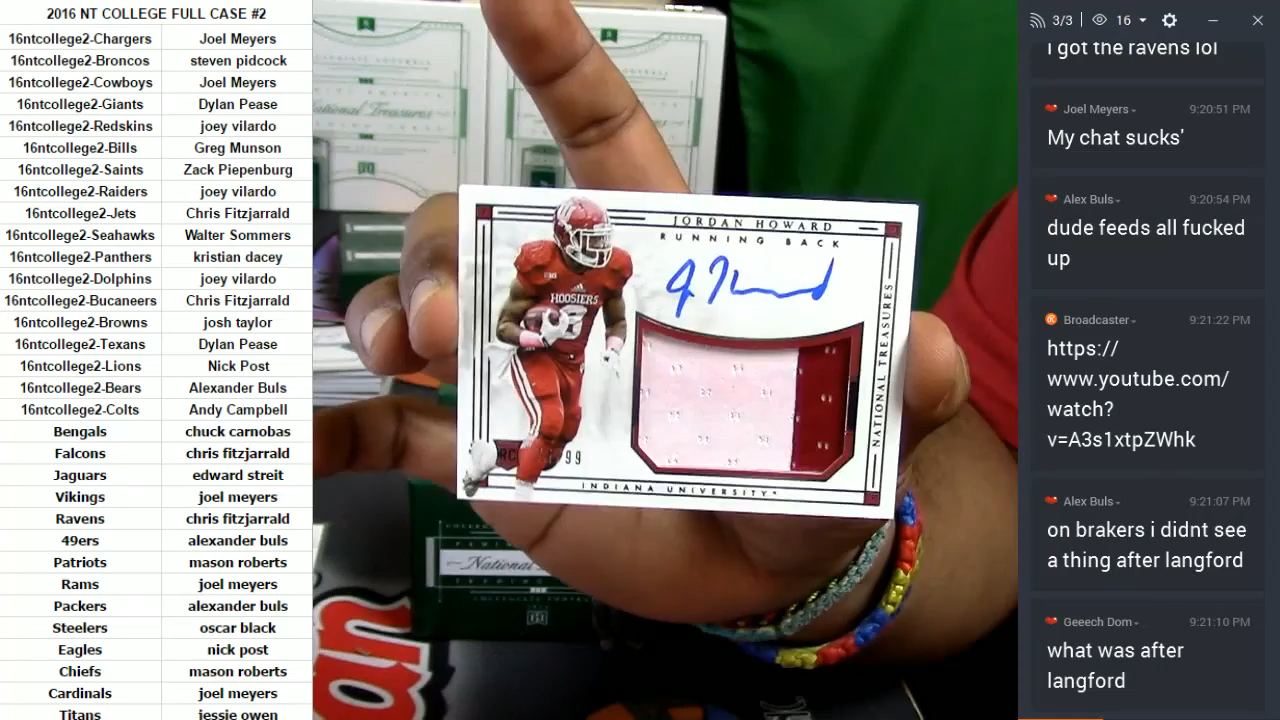 2016 NT COLLEGE FULL CASE #2
16ntcollege2-Chargers Joel Meyers
16ntcollege2-Broncos steven pidcock
16ntcollege2-Cowboys Joel Meyers
16ntcollege2-Giants Dylan Pease
16ntcollege2-Redskins joey vilardo
16ntcollege2-Bills Greg Munson
16ntcollege2-Saints Zack Piepenburg
16ntcollege2-Raiders joey vilardo
16ntcollege2-Jets Chris Fitzjarrald
16ntcollege2-Seahawks Walter Sommers
16ntcollege2-Panthers kristian dacey
16ntcollege2-Dolphins joey vilardo
16ntcollege2-Bucaneers Chris Fitzjarrald
16ntcollege2-Browns josh taylor
16ntcollege2-Texans Dylan Pease
16ntcollege2-Lions Nick Post
16ntcollege2-Bears Alexander Buls
16ntcollege2-Colts Andy Campbell
Bengals chuck carnobas
Falcons chris fitzjarrald
Jaguars edward streit
Vikings joel meyers
Ravens chris fitzjarrald
49ers alexander buls
Patriots mason roberts
Rams joel meyers
Packers alexander buls
Steelers oscar black
Eagles nick post
Chiefs mason roberts
Cardinals joel meyers
Titans jessie owen
National Treasures
JORDAN HOWARD
RUNNING BACK
HOOSIERS
NATIONAL TREASURES
99
INDIANA UNIVERSITY
National
3/3 16
i got the ravens lol
Joel Meyers 9:20:51 PM
My chat sucks'
Alex Buls 9:20:54 PM
dude feeds all fucked
up
Broadcaster 9:21:22 PM
https://
www.youtube.com/
watch?
v=A3s1xtpZWhk
Alex Buls 9:21:07 PM
on brakers i didnt see
a thing after langford
Geeech Dom 9:21:10 PM
what was after
langford